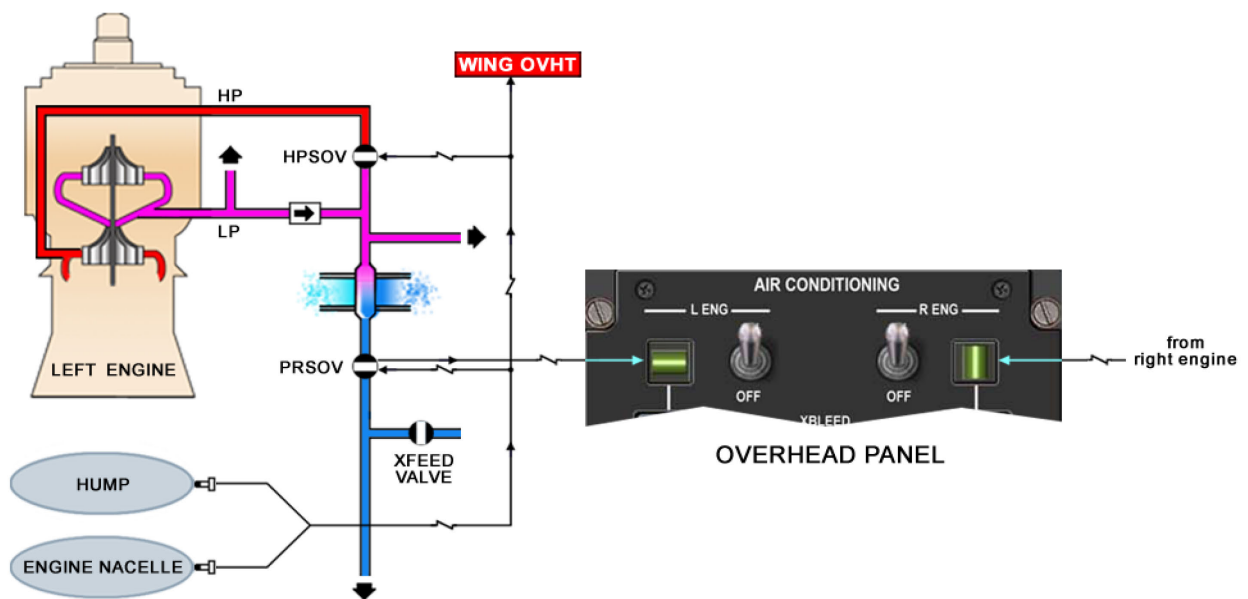 WING OVHT
HP
HPSOV
LP
AIR CONDITIONING
L ENG
R ENG
LEFT ENGINE
PRSOV
OFF
OFF
from
right engine
XBLEED
XFEED
VALVE
OVERHEAD PANEL
HUMP
ENGINE NACELLE